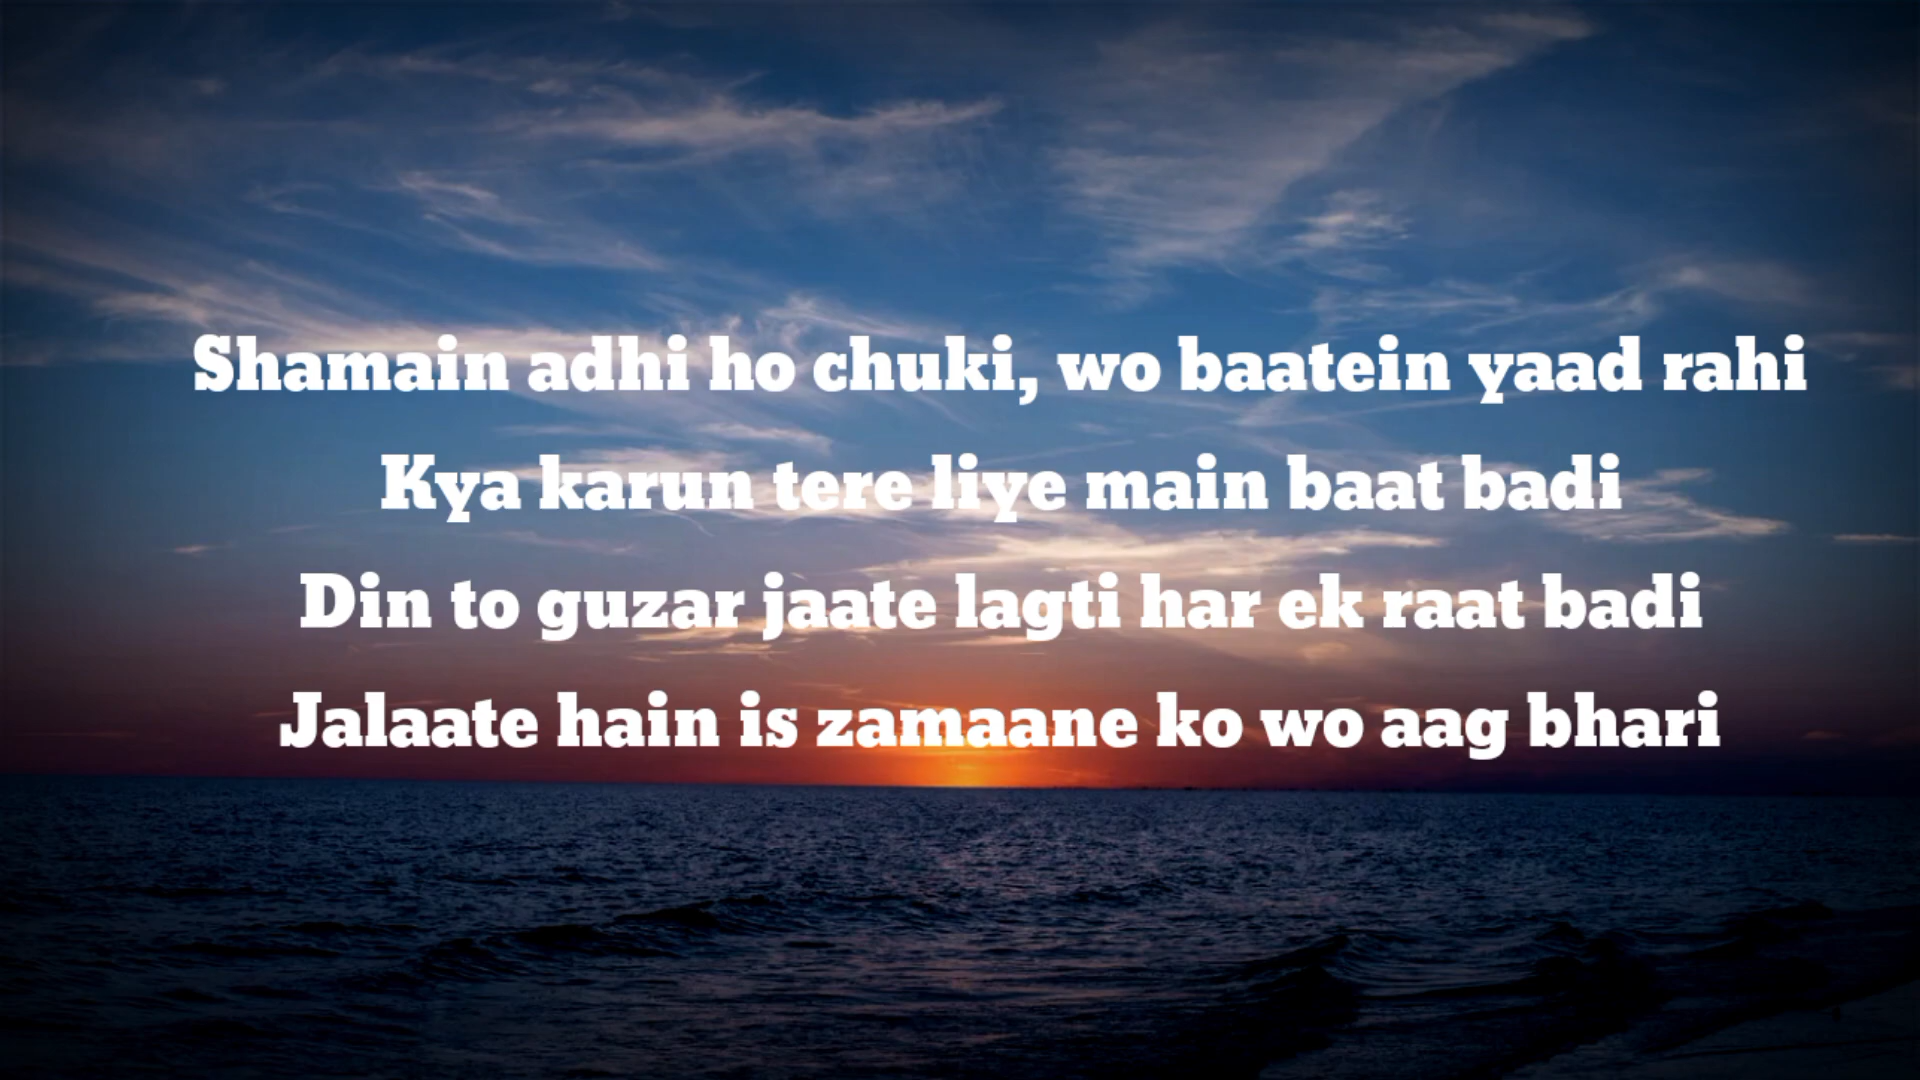 Shamain adhi ho chuki, wo baatein yaad rahi
Kya karun tere liye main baat badi
Din to guzar jaate lagti har ek raat badi
Jalaate hain is zamaane ko wo aag bhari